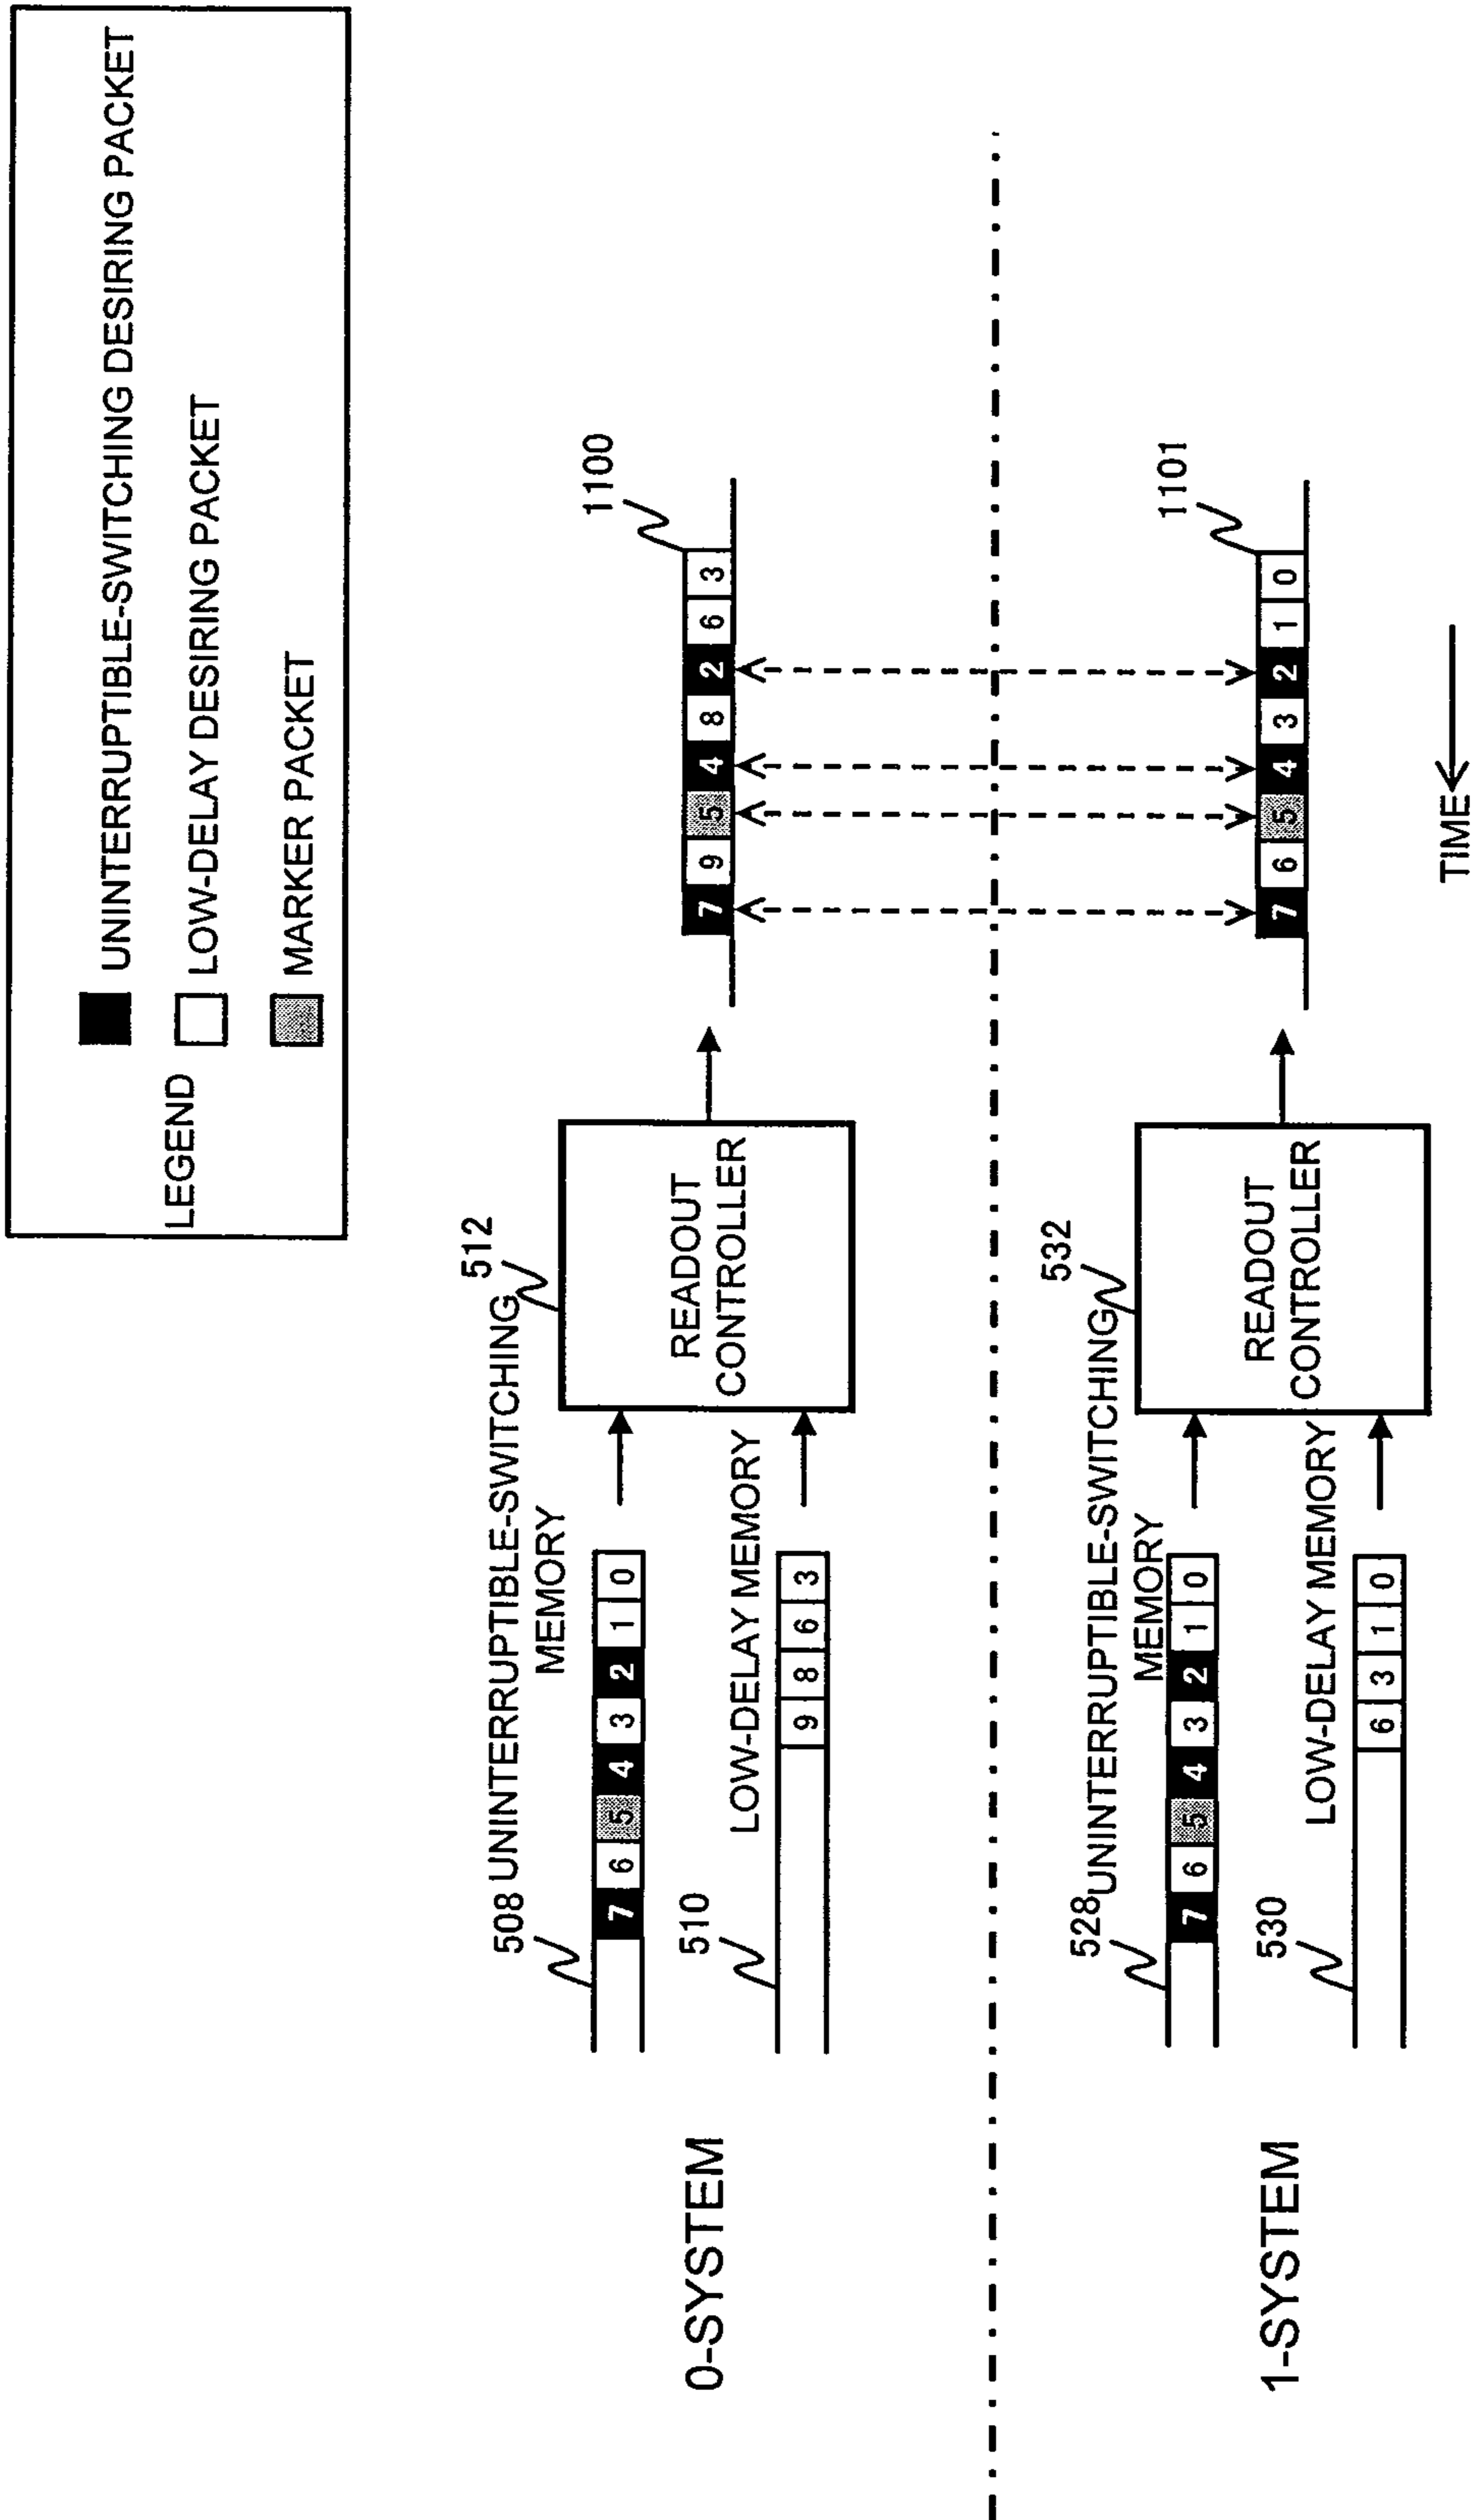 LEGEND
UNINTERRUPTIBLE-SWITCHING DESIRING PACKET
LOW-DELAY DESIRING PACKET
MARKER PACKET
0-SYSTEM
508 UNINTERRUPTIBLE-SWITCHING
MEMORY
7 6 5 4 3 2 1 0
510
LOW-DELAY MEMORY
9 8 6 3
512
READOUT
CONTROLLER
1100
7 9 5 4 8 2 6 3
1-SYSTEM
528 UNINTERRUPTIBLE-SWITCHING
MEMORY
7 6 5 4 3 2 1 0
530
LOW-DELAY MEMORY
6 3 1 0
532
READOUT
CONTROLLER
1101
7 6 5 4 3 2 1 0
TIME